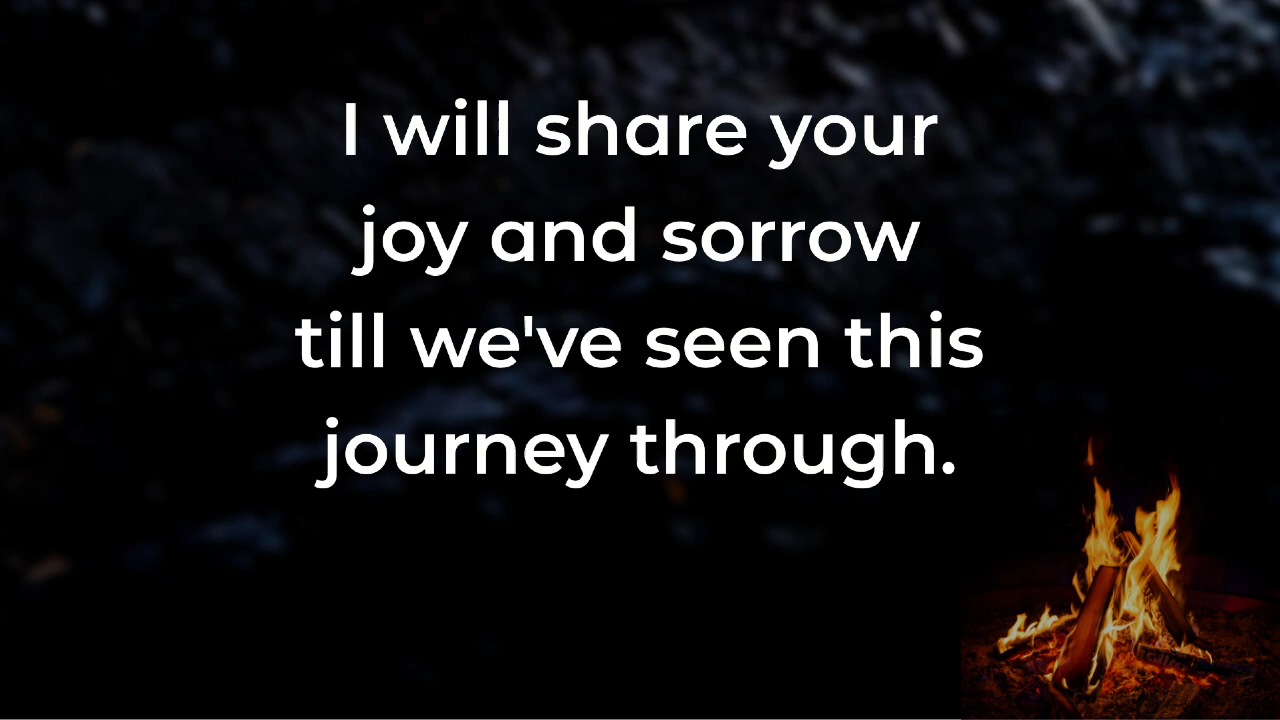 I will share your
joy and sorrow
till we've seen this
journey through.